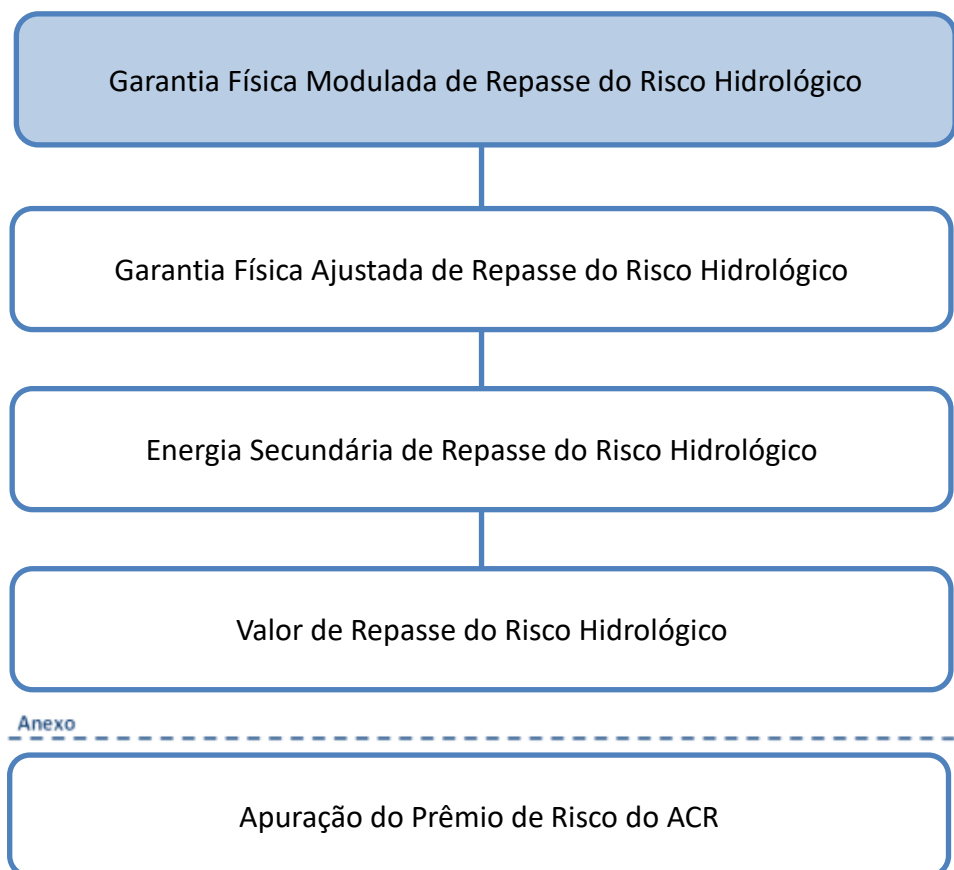 Garantia Física Modulada de Repasse do Risco Hidrológico
Garantia Física Ajustada de Repasse do Risco Hidrológico
Energia Secundária de Repasse do Risco Hidrológico
Valor de Repasse do Risco Hidrológico
Anexo
Apuração do Prêmio de Risco do ACR